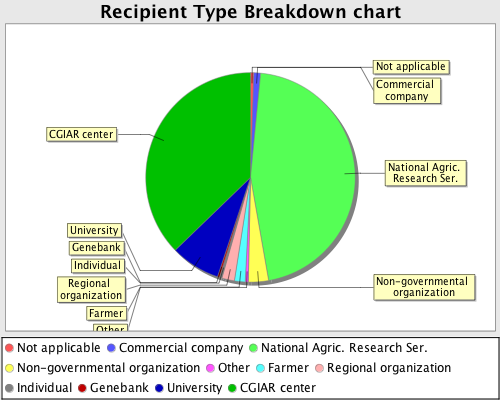 Recipient Type Breakdown chart
Not applicable
Commercial
company
CGIAR center
National Agric.
Research Ser.
University
Genebank
Individual
Regional
organization
Farmer
Other
Non-governmental
organization
Not applicable Commercial company National Agric. Research Ser.
Non-governmental organization Other Farmer Regional organization
Individual Genebank University CGIAR center